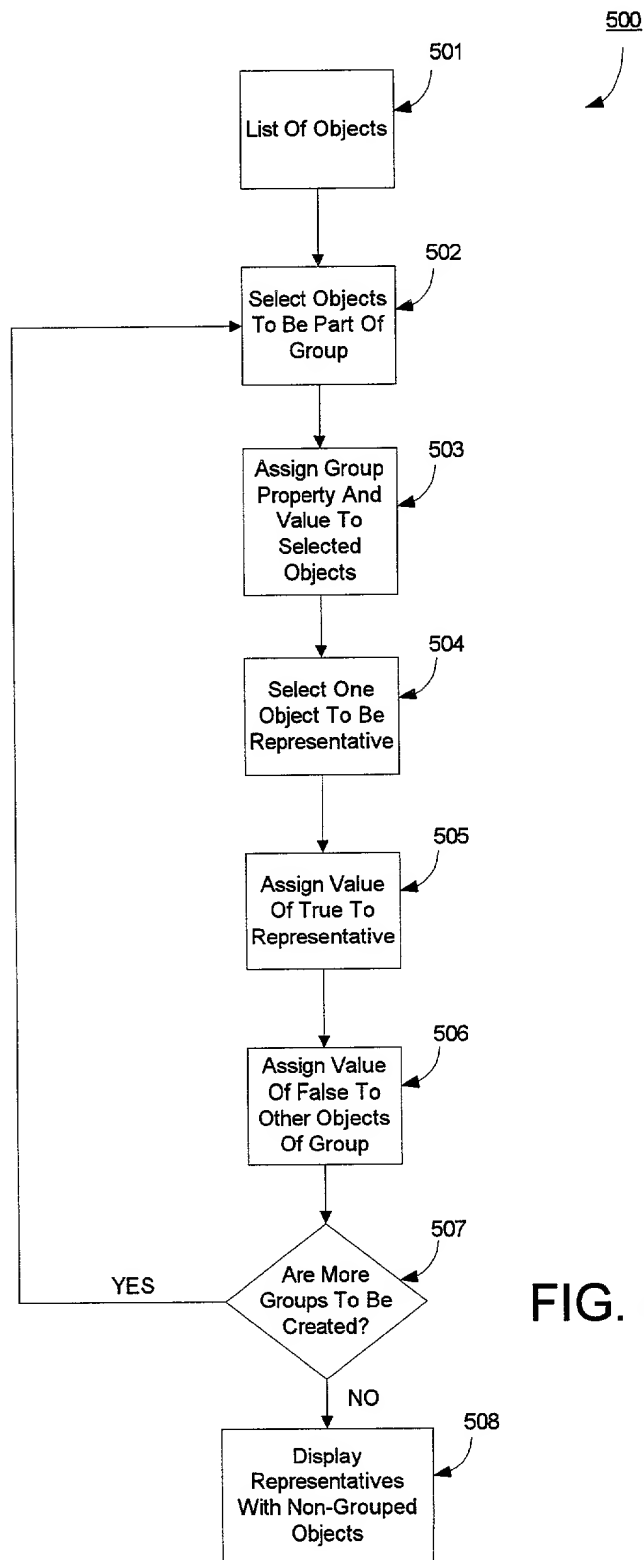 500
501
List Of Objects
502
Select Objects
To Be Part Of
Group
503
Assign Group
Property And
Value To
Selected
Objects
504
Select One
Object To Be
Representative
505
Assign Value
Of True To
Representative
506
Assign Value
Of False To
Other Objects
Of Group
507
Are More
Groups To Be
Created?
YES
FIG.
NO
508
Display
Representatives
With Non-Grouped
Objects